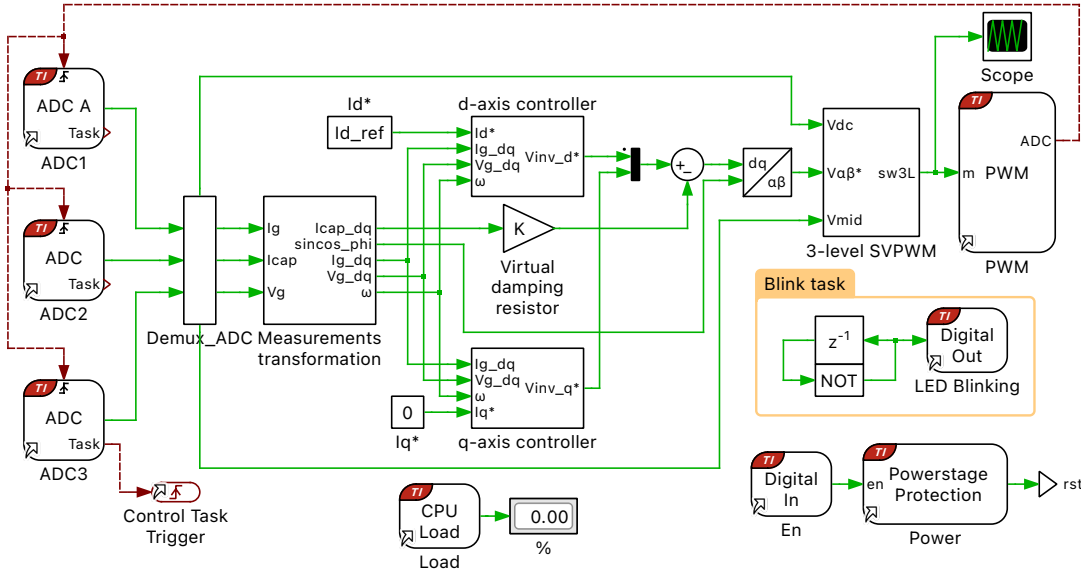 TI
ADC A
Task
ADC1
TI
ADC
Task
ADC2
TI
ADC
Task
ADC3
Control Task
Trigger
Demux_ADC
Ig
Icap
Vg
Icap_dq
sincos_phi
Ig_dq
Vg_dq
ω
Measurements
transformation
Id*
Id_ref
d-axis controller
Id*
Ig_dq
Vg_dq
ω
Vinv_d*
K
Virtual
damping
resistor
Ig_dq
Vg_dq
ω
Iq*
Vinv_q*
q-axis controller
0
Iq*
+
−
dq
αβ
Vdc
Vαβ*
Vmid
sw3L
3-level SVPWM
Scope
TI
m
PWM
ADC
PWM
Blink task
z⁻¹
NOT
TI
Digital
Out
LED Blinking
TI
CPU
Load
Load
0.00
%
TI
Digital
In
En
TI
en
Powerstage
Protection
Power
rst